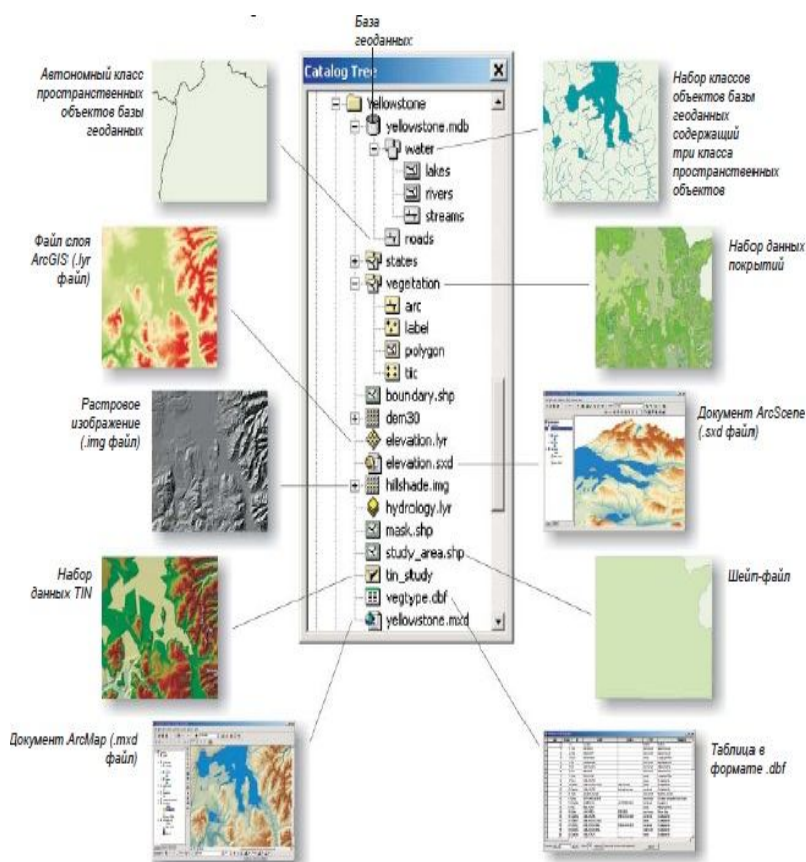 База
геоданных
Автономный класс
пространственных
объектов базы
геоданных
Catalog Tree
Yellowstone
yellowstone.mdb
water
lakes
rivers
streams
roads
states
vegetation
arc
label
polygon
tic
boundary.shp
dem30
elevation.lyr
elevation.sxd
hillshade.img
hydrology.lyr
mask.shp
study_area.shp
tin_study
vegtype.dbf
yellowstone.mxd
Набор классов
объектов базы
геоданных
содержащий
три класса
пространственных
объектов
Файл слоя
ArcGIS (.lyr
файл)
Набор данных
покрытий
Растровое
изображение
(.img файл)
Документ ArcScene
(.sxd файл)
Набор
данных TIN
Шейп-файл
Документ ArcMap (.mxd
файл)
Таблица в
формате .dbf